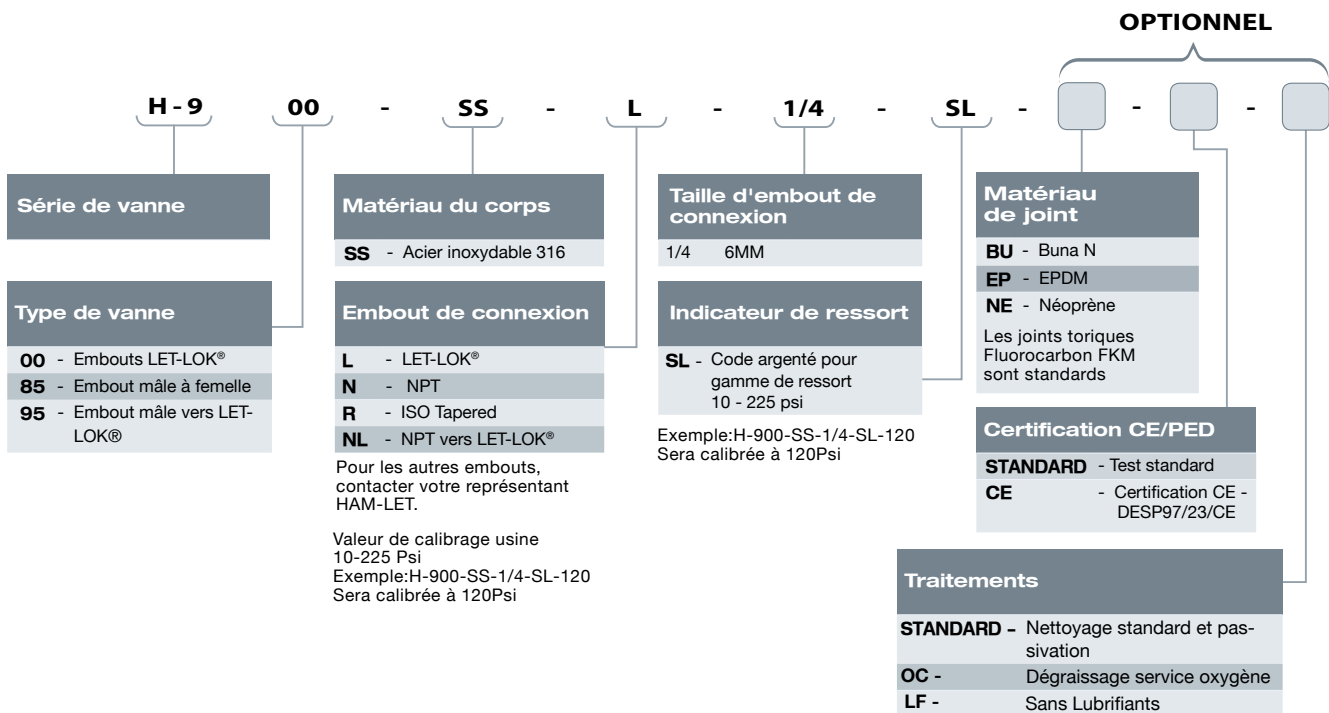 OPTIONNEL
H - 9 00 - SS - L - 1/4 - SL - - -
Série de vanne
Type de vanne
00 - Embouts LET-LOK®
85 - Embout mâle à femelle
95 - Embout mâle vers LET-
LOK®
Matériau du corps
SS - Acier inoxydable 316
Embout de connexion
L - LET-LOK®
N - NPT
R - ISO Tapered
NL - NPT vers LET-LOK®
Pour les autres embouts,
contacter votre représentant
HAM-LET.
Valeur de calibrage usine
10-225 Psi
Exemple:H-900-SS-1/4-SL-120
Sera calibrée à 120Psi
Taille d'embout de
connexion
1/4 6MM
Indicateur de ressort
SL - Code argenté pour
gamme de ressort
10 - 225 psi
Exemple:H-900-SS-1/4-SL-120
Sera calibrée à 120Psi
Matériau
de joint
BU - Buna N
EP - EPDM
NE - Néoprène
Les joints toriques
Fluorocarbon FKM
sont standards
Certification CE/PED
STANDARD - Test standard
CE - Certification CE -
DESP97/23/CE
Traitements
STANDARD - Nettoyage standard et pas-
sivation
OC - Dégraissage service oxygène
LF - Sans Lubrifiants